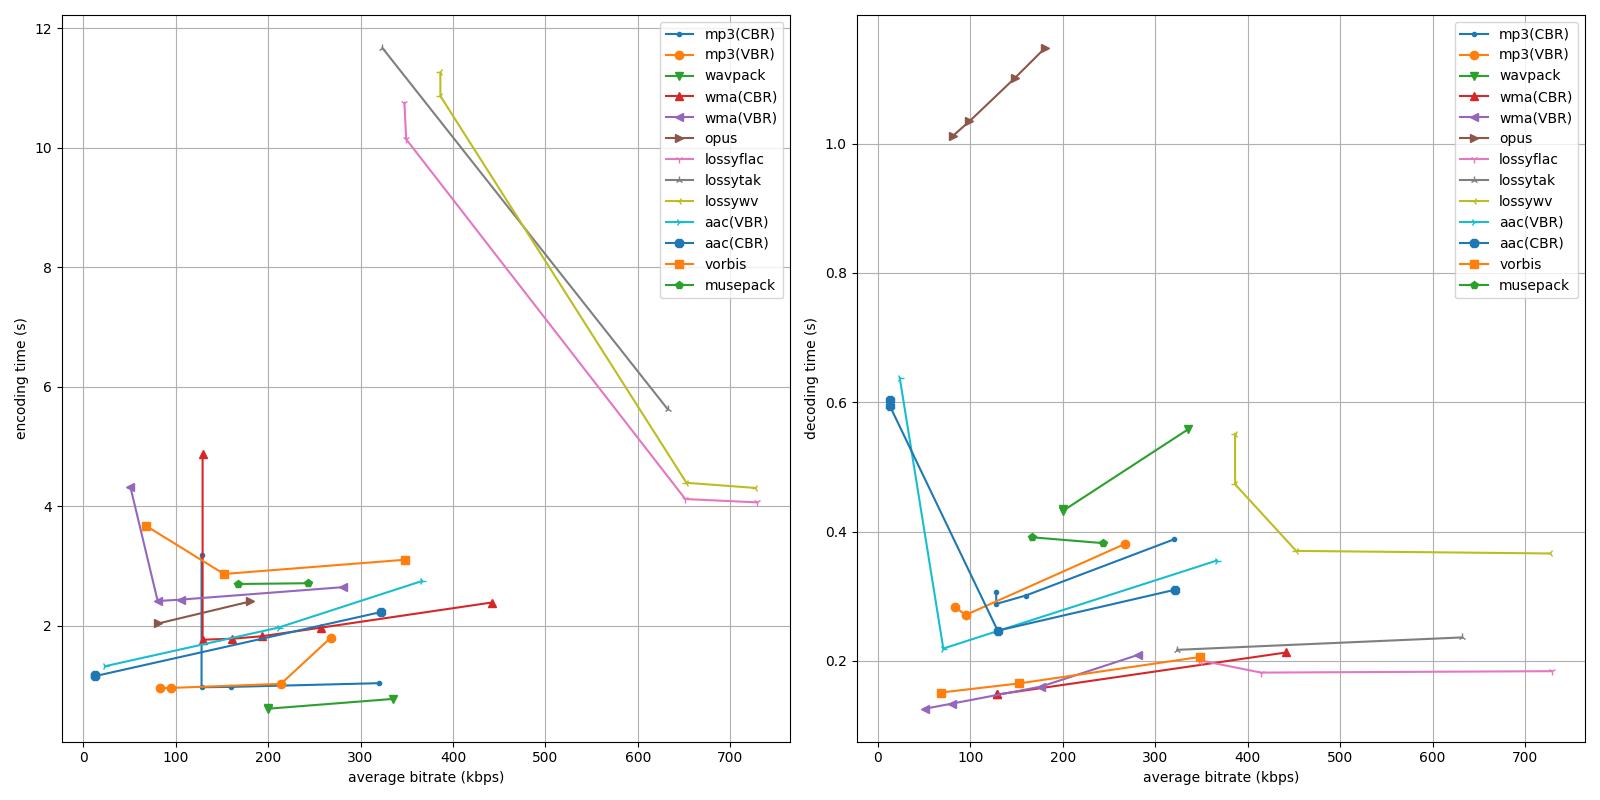 12
10
8
6
4
2
encoding time (s)
0 100 200 300 400 500 600 700
average bitrate (kbps)
mp3(CBR)
mp3(VBR)
wavpack
wma(CBR)
wma(VBR)
opus
lossyflac
lossytak
lossywv
aac(VBR)
aac(CBR)
vorbis
musepack
1.0
0.8
0.6
0.4
0.2
decoding time (s)
0 100 200 300 400 500 600 700
average bitrate (kbps)
mp3(CBR)
mp3(VBR)
wavpack
wma(CBR)
wma(VBR)
opus
lossyflac
lossytak
lossywv
aac(VBR)
aac(CBR)
vorbis
musepack